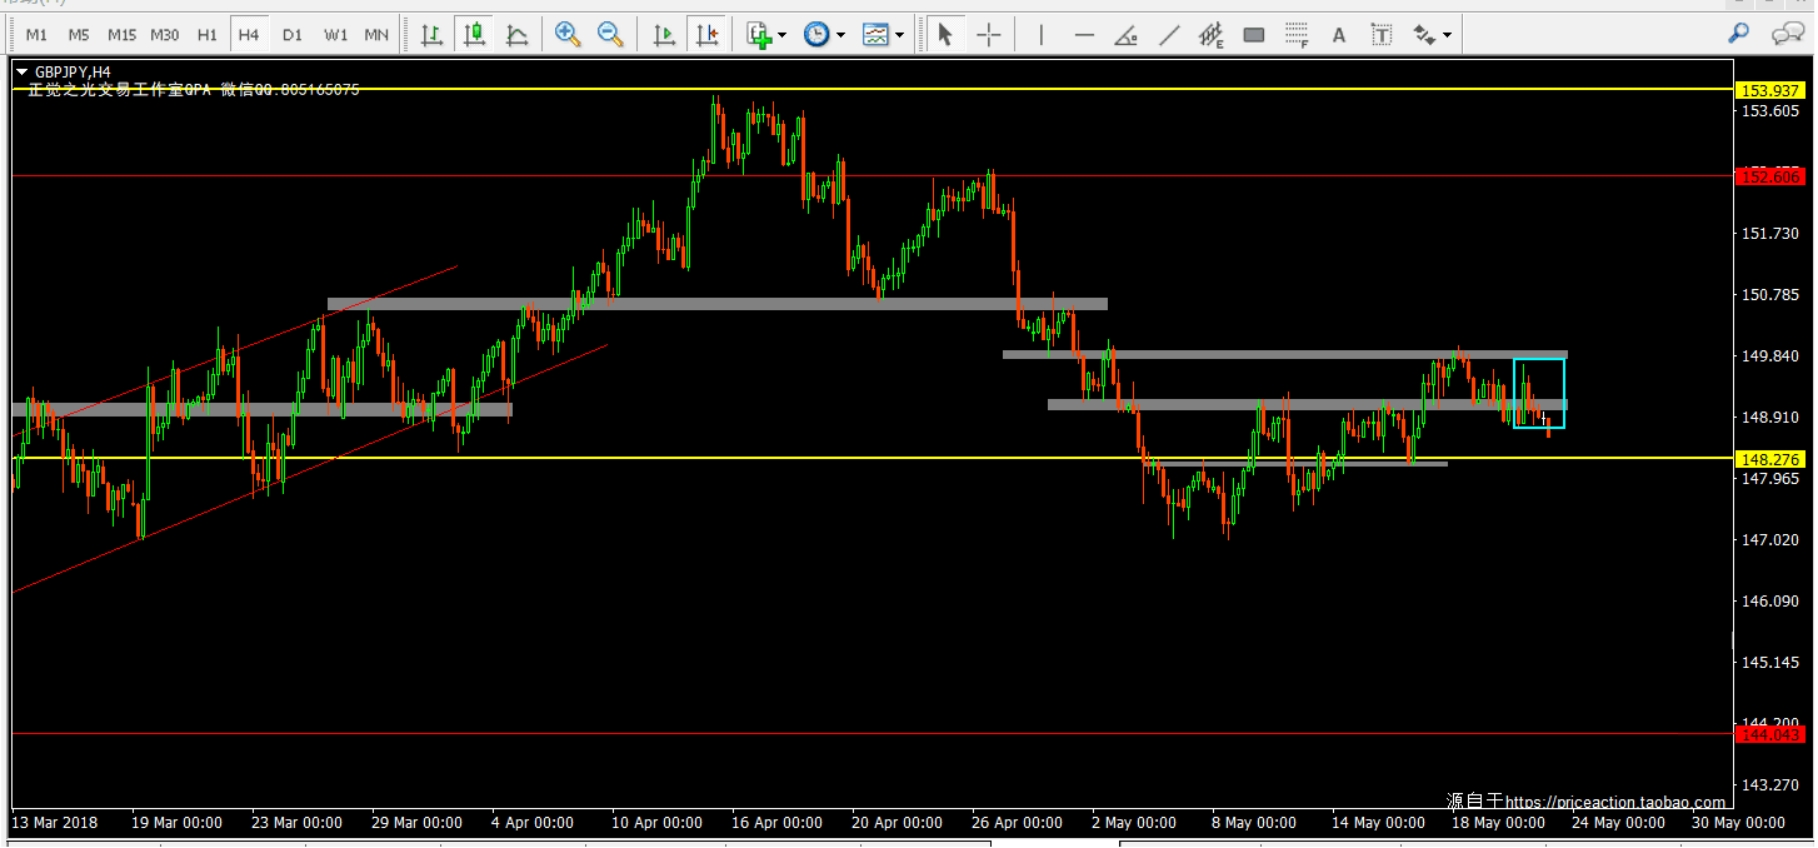 M1 M5 M15 M30 H1 H4 D1 W1 MN
E F A T
GBPJPY,H4
正觉之光交易工作室QPA 微信QQ.805165075
153.937
153.605
152.606
151.730
150.785
149.840
148.910
148.276
147.965
147.020
146.090
145.145
144.200
144.043
143.270
源自于https://priceaction.taobao.com
13 Mar 2018 19 Mar 00:00 23 Mar 00:00 29 Mar 00:00 4 Apr 00:00 10 Apr 00:00 16 Apr 00:00 20 Apr 00:00 26 Apr 00:00 2 May 00:00 8 May 00:00 14 May 00:00 18 May 00:00 24 May 00:00 30 May 00:00